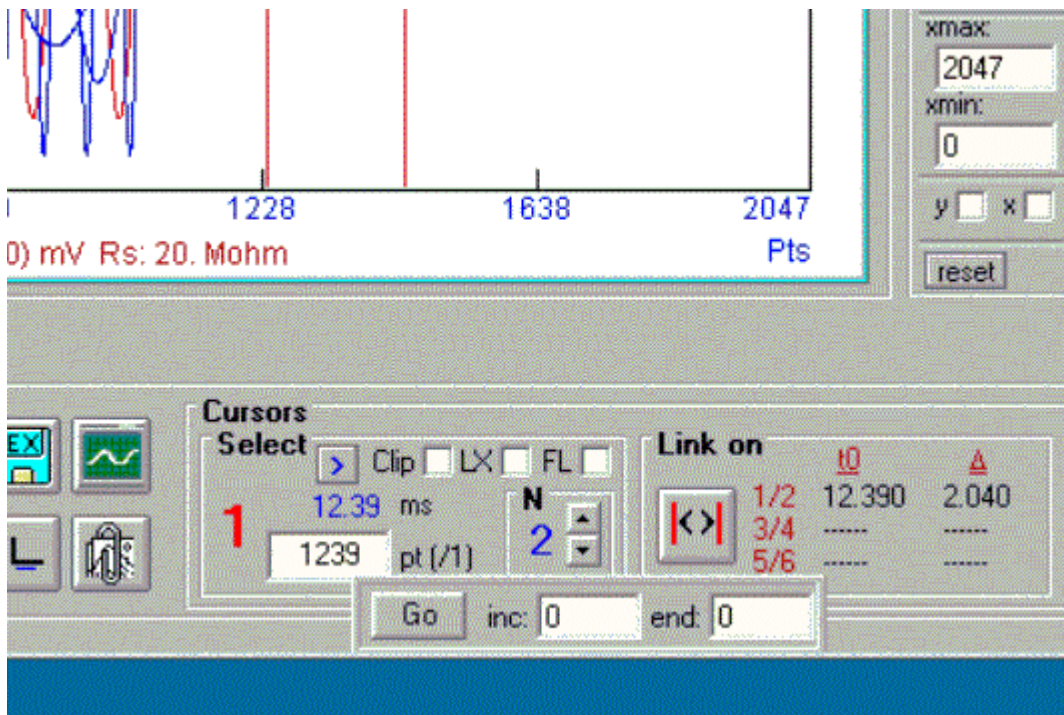 xmax:
2047
xmin:
0
1228 1638 2047
y x
0) mV Rs: 20. Mohm Pts
reset
Cursors
EX
Select > Clip LX FL Link on t0 Δ
12.39 ms N 1/2 12.390 2.040
1 2 <> 3/4 ------ ------
1239 pt (/1) 5/6 ------ ------
Go inc: 0 end: 0